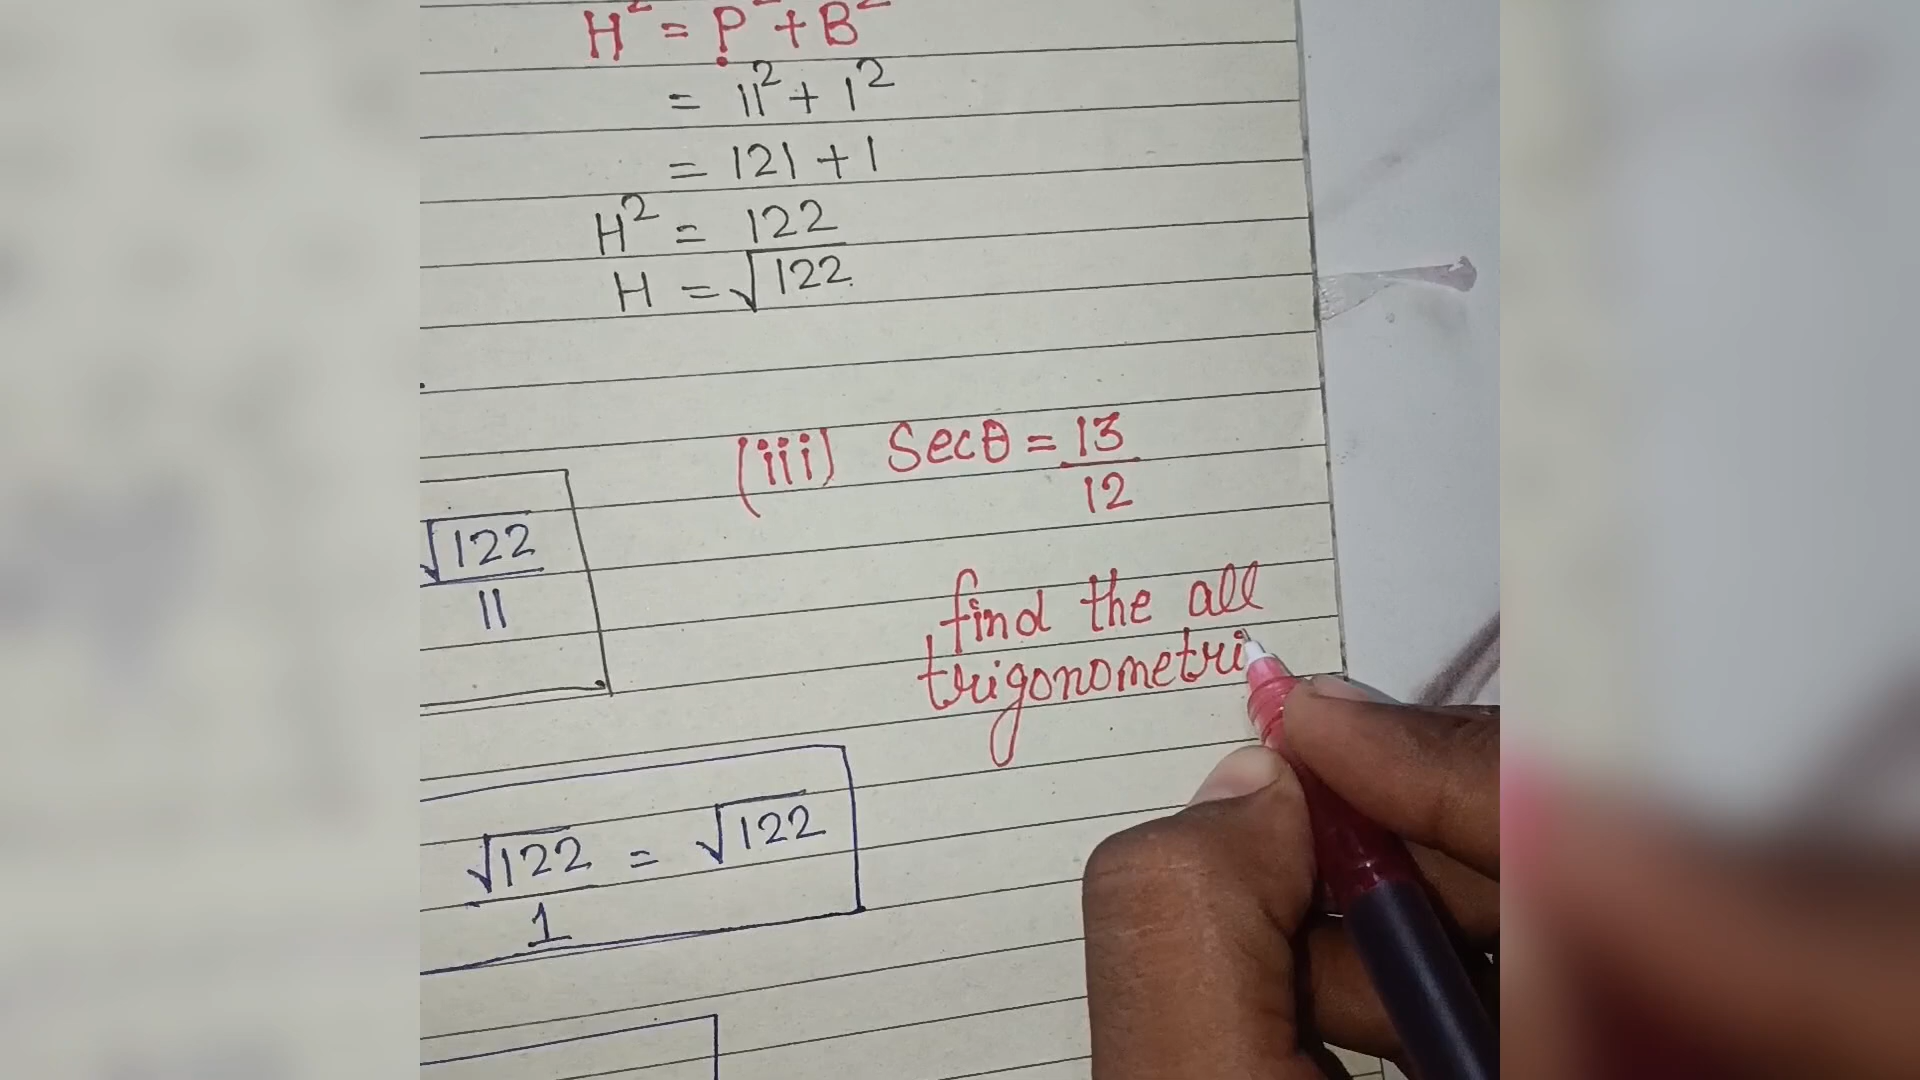 H² = P² + B²
= 11² + 1²
= 121 + 1
H² = 122
H = √122
(iii) Secθ = 13/12
√122/11
find the all
trigonometri
√122/1 = √122